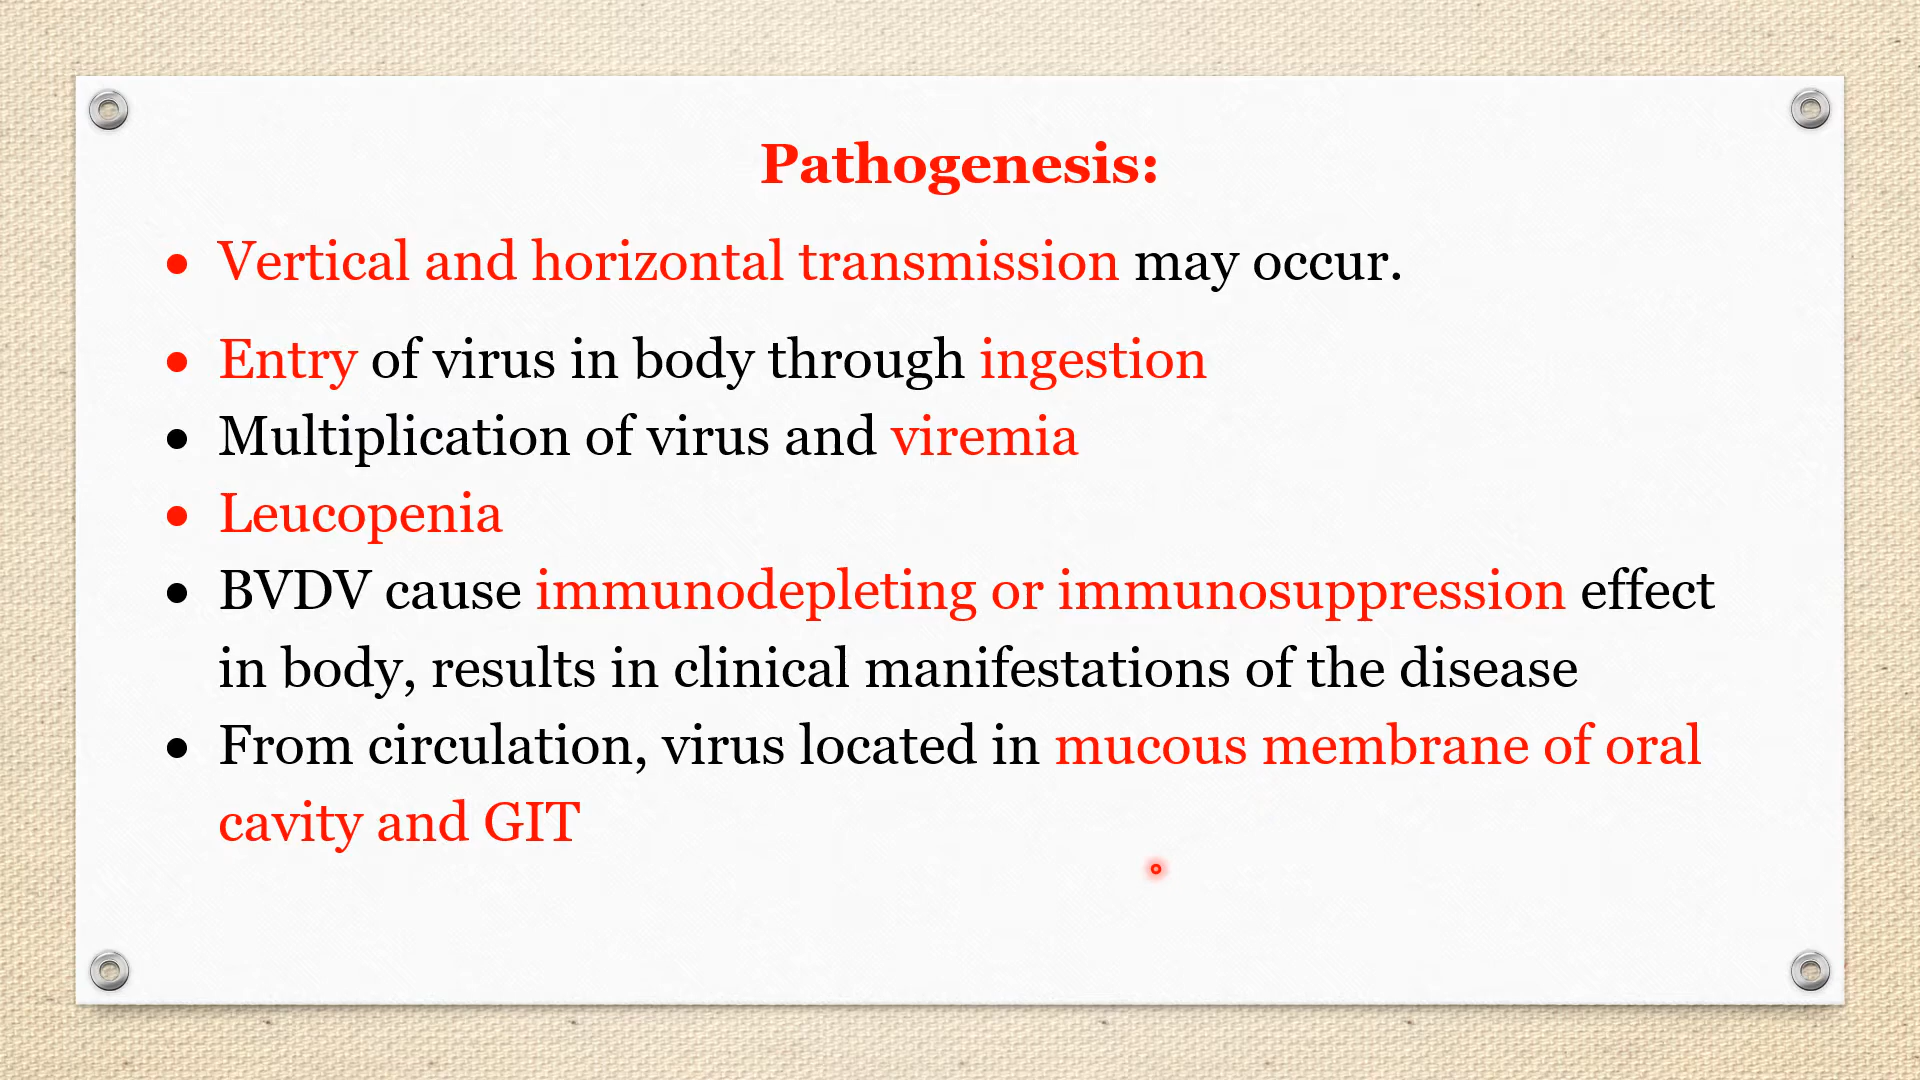 Pathogenesis:
• Vertical and horizontal transmission may occur.
• Entry of virus in body through ingestion
• Multiplication of virus and viremia
• Leucopenia
• BVDV cause immunodepleting or immunosuppression effect
in body, results in clinical manifestations of the disease
• From circulation, virus located in mucous membrane of oral
cavity and GIT